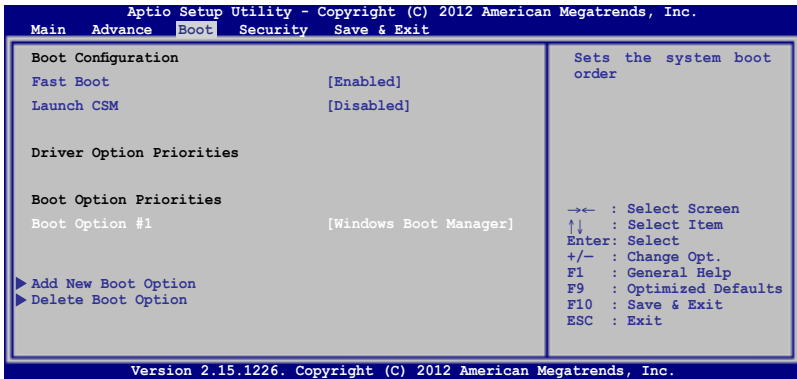 Aptio Setup Utility - Copyright (C) 2012 American Megatrends, Inc.
Main Advance Boot Security Save & Exit
Boot Configuration
Fast Boot [Enabled]
Launch CSM [Disabled]
Driver Option Priorities
Boot Option Priorities
Boot Option #1 [Windows Boot Manager]
Add New Boot Option
Delete Boot Option
Sets the system boot
order
→← : Select Screen
↑↓ : Select Item
Enter: Select
+/— : Change Opt.
F1 : General Help
F9 : Optimized Defaults
F10 : Save & Exit
ESC : Exit
Version 2.15.1226. Copyright (C) 2012 American Megatrends, Inc.